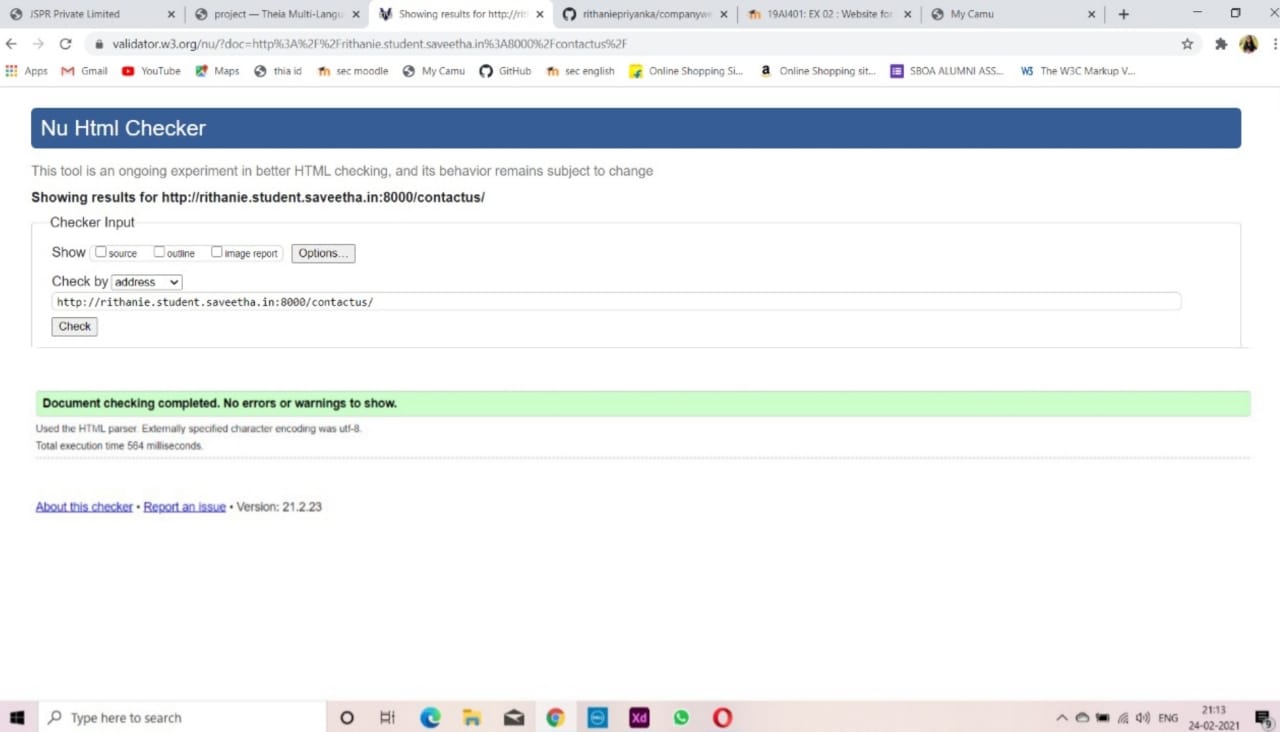 JSPR Private Limited
project — Theia Multi-Langu
Showing results for http://rith
rithaniepriyanka/companywe
19AI401: EX 02 : Website for
My Camu
validator.w3.org/nu/?doc=http%3A%2F%2Frithanie.student.saveetha.in%3A8000%2Fcontactus%2F
Apps Gmail YouTube Maps thia id sec moodle My Camu GitHub sec english Online Shopping Si... Online Shopping sit... SBOA ALUMNI ASS... The W3C Markup V...
Nu Html Checker
This tool is an ongoing experiment in better HTML checking, and its behavior remains subject to change
Showing results for http://rithanie.student.saveetha.in:8000/contactus/
Checker Input
Show source outline image report Options...
Check by address
http://rithanie.student.saveetha.in:8000/contactus/
Check
Document checking completed. No errors or warnings to show.
Used the HTML parser. Externally specified character encoding was utf-8.
Total execution time 564 milliseconds.
About this checker • Report an issue • Version: 21.2.23
Type here to search
Xd
ENG
21:13
24-02-2021